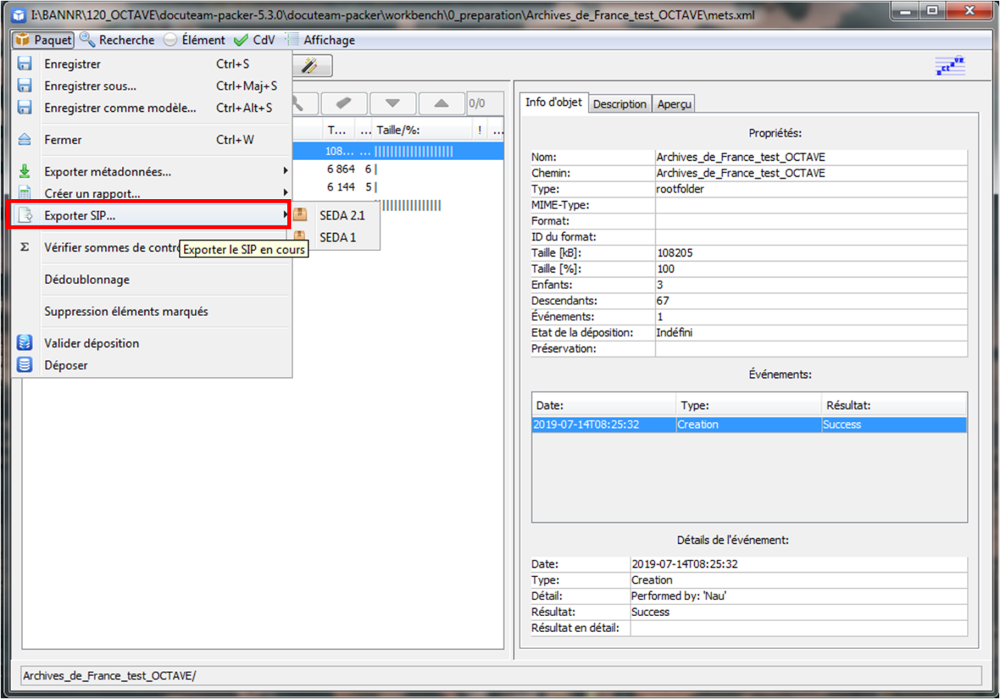 I:\BANNR\120_OCTAVE\docuteam-packer-5.3.0\docuteam-packer\workbench\0_preparation\Archives_de_France_test_OCTAVE\mets.xml
Paquet Recherche Élément CdV Affichage
Enregistrer Ctrl+S
Enregistrer sous... Ctrl+Maj+S
Enregistrer comme modèle... Ctrl+Alt+S
Fermer Ctrl+W
Exporter métadonnées...
Créer un rapport...
Exporter SIP...
SEDA 2.1
SEDA 1
Σ Vérifier sommes de contr
Exporter le SIP en cours
Dédoublonnage
Suppression éléments marqués
Valider déposition
Déposer
0/0
T... ... Taille/%: ! ...
108... ... ||||||||||||||||||||
6 864 6 |
6 144 5 |
Info d'objet Description Aperçu
Propriétés:
Nom: Archives_de_France_test_OCTAVE
Chemin: Archives_de_France_test_OCTAVE
Type: rootfolder
MIME-Type:
Format:
ID du format:
Taille [kB]: 108205
Taille [%]: 100
Enfants: 3
Descendants: 67
Événements: 1
Etat de la déposition: Indéfini
Préservation:
Événements:
Date: Type: Résultat:
2019-07-14T08:25:32 Creation Success
Détails de l'événement:
Date: 2019-07-14T08:25:32
Type: Creation
Détail: Performed by: 'Nau'
Résultat: Success
Résultat en détail:
Archives_de_France_test_OCTAVE/